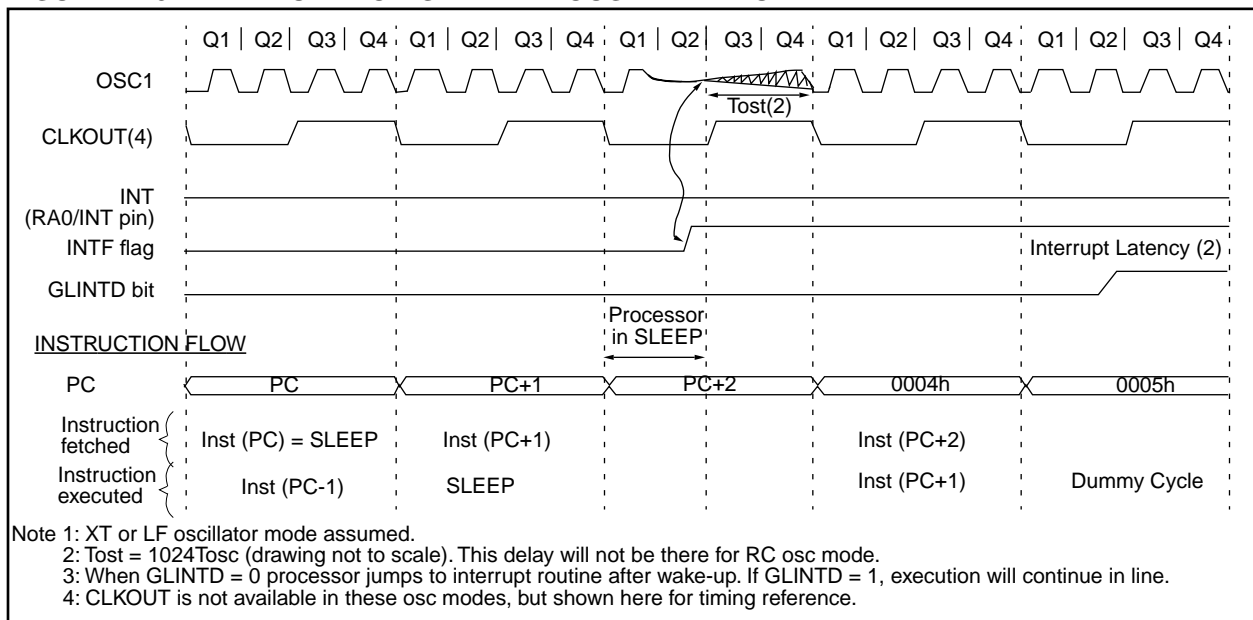 Q1 | Q2 | Q3 | Q4 Q1 | Q2 | Q3 | Q4 Q1 | Q2 | Q3 | Q4 Q1 | Q2 | Q3 | Q4 Q1 | Q2 | Q3 | Q4
OSC1
Tost(2)
CLKOUT(4)
INT
(RA0/INT pin)
INTF flag
Interrupt Latency (2)
GLINTD bit
Processor
in SLEEP
INSTRUCTION FLOW
PC PC PC+1 PC+2 0004h 0005h
Instruction
fetched
Inst (PC) = SLEEP Inst (PC+1) Inst (PC+2)
Instruction
executed
Inst (PC-1) SLEEP Inst (PC+1) Dummy Cycle
Note 1: XT or LF oscillator mode assumed.
2: Tost = 1024Tosc (drawing not to scale). This delay will not be there for RC osc mode.
3: When GLINTD = 0 processor jumps to interrupt routine after wake-up. If GLINTD = 1, execution will continue in line.
4: CLKOUT is not available in these osc modes, but shown here for timing reference.